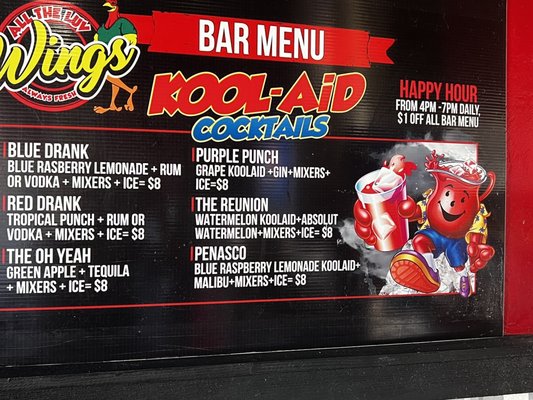 ALL THE LUV
Wings
ALWAYS FRESH
BAR MENU
KOOL-AiD
COCKTAILS
HAPPY HOUR
FROM 4PM -7PM DAILY,
$1 OFF ALL BAR MENU
BLUE DRANK
BLUE RASBERRY LEMONADE + RUM
OR VODKA + MIXERS + ICE= $8
RED DRANK
TROPICAL PUNCH + RUM OR
VODKA + MIXERS + ICE= $8
THE OH YEAH
GREEN APPLE + TEQUILA
+ MIXERS + ICE= $8
PURPLE PUNCH
GRAPE KOOLAID +GIN+MIXERS+
ICE=$8
THE REUNION
WATERMELON KOOLAID+ABSOLUT
WATERMELON+MIXERS+ICE= $8
PENASCO
BLUE RASPBERRY LEMONADE KOOLAID+
MALIBU+MIXERS+ICE= $8